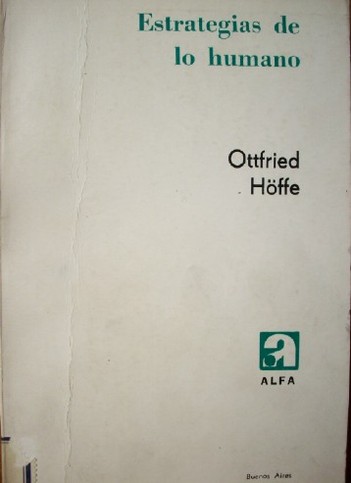 Estrategias de
lo humano
Ottfried
Höffe
a
ALFA
Buenos Aires